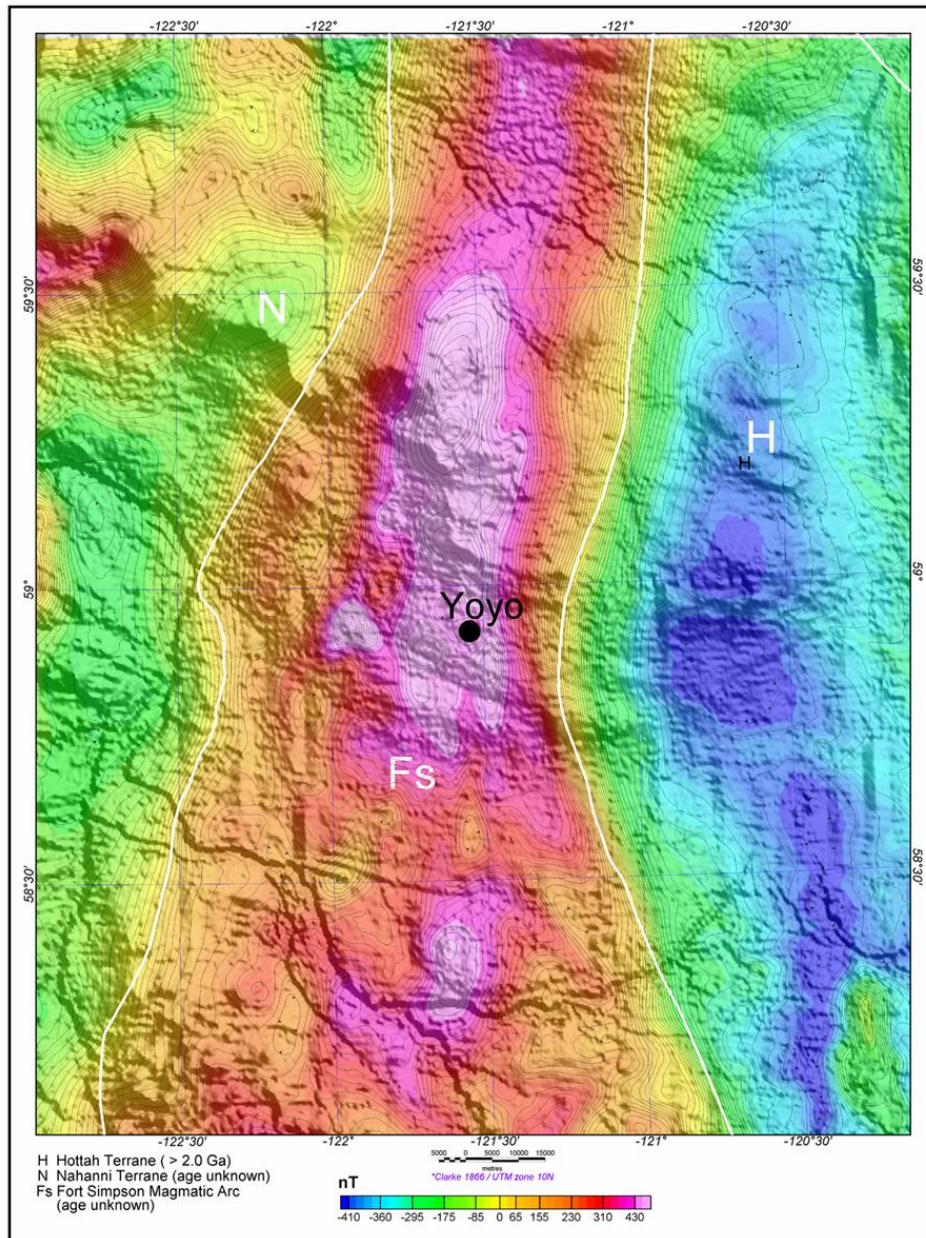 -122°30' -122 -121°30' -121° -120°30'
59°30' 59°30'
N
H
H
59° 59°
Yoyo
Fs
58°30' 58°30'
-122°30' -122° -121°30' -121° -120°30'
H Hottah Terrane ( > 2.0 Ga)
N Nahanni Terrane (age unknown)
Fs Fort Simpson Magmatic Arc
(age unknown)
5000 0 5000 10000 15000
metres
*Clarke 1866 / UTM zone 10N
nT
-410 -360 -295 -175 -90 0 65 155 230 310 430